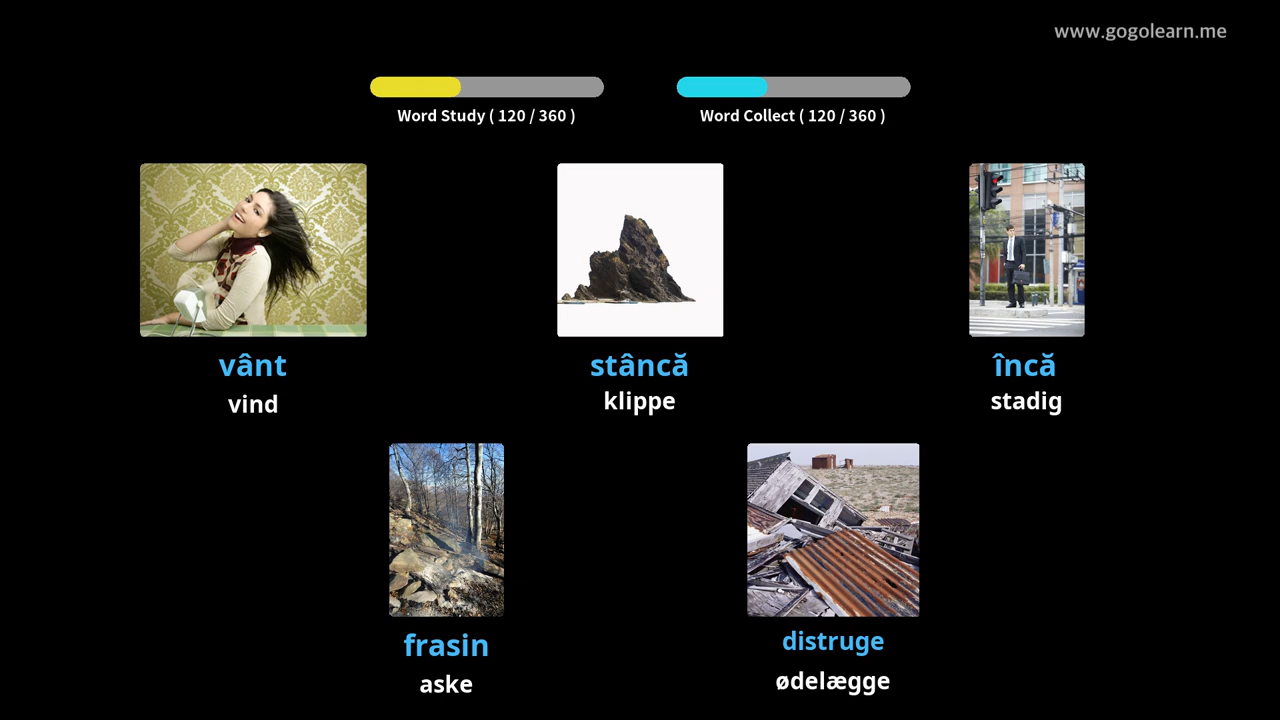 www.gogolearn.me
Word Study ( 120 / 360 )
Word Collect ( 120 / 360 )
vânt
vind
stâncă
klippe
încă
stadig
frasin
aske
distruge
ødelægge